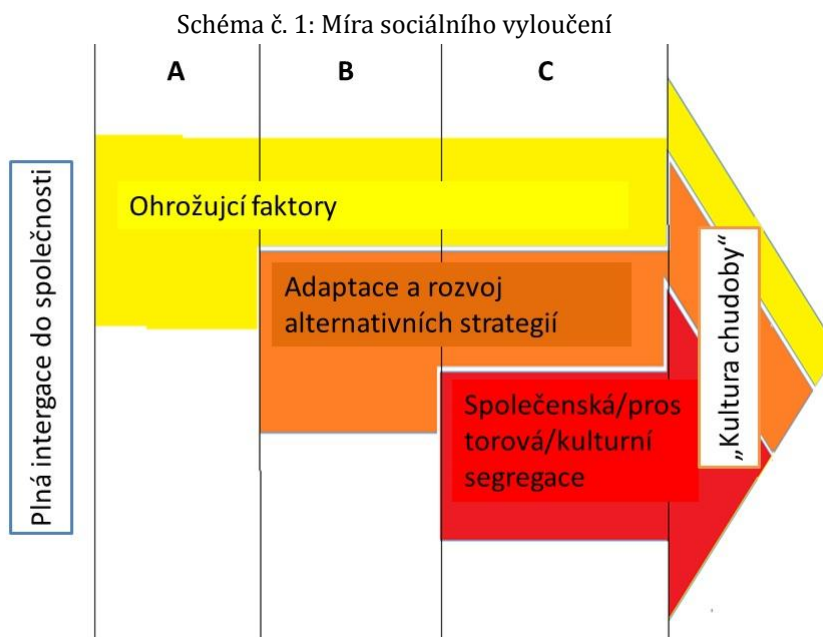 Schéma č. 1: Míra sociálního vyloučení
A
B
C
Plná intergace do společnosti
Ohrožujcí faktory
Adaptace a rozvoj
alternativních strategií
Společenská/pros
torová/kulturní
segregace
„Kultura chudoby“